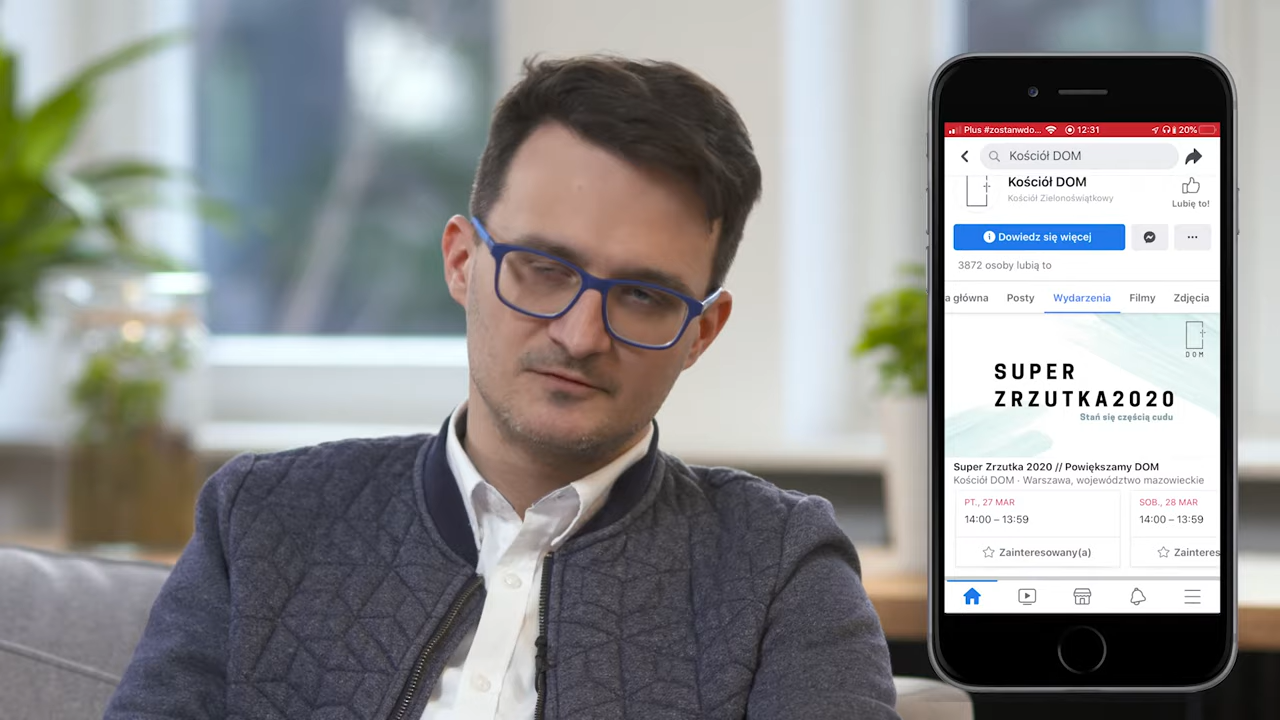 Plus #zostanwdo... 12:31 20%
Kościół DOM
Kościół DOM
Kościół Zielonoświątkowy
Lubię to!
Dowiedz się więcej
3872 osoby lubią to
a główna Posty Wydarzenia Filmy Zdjęcia
DOM
SUPER
ZRZUTKA2020
Stań się częścią cudu
Super Zrzutka 2020 // Powiększamy DOM
Kościół DOM · Warszawa, województwo mazowieckie
PT., 27 MAR SOB., 28 MAR
14:00 – 13:59 14:00 – 13:59
Zainteresowany(a) Zainteres